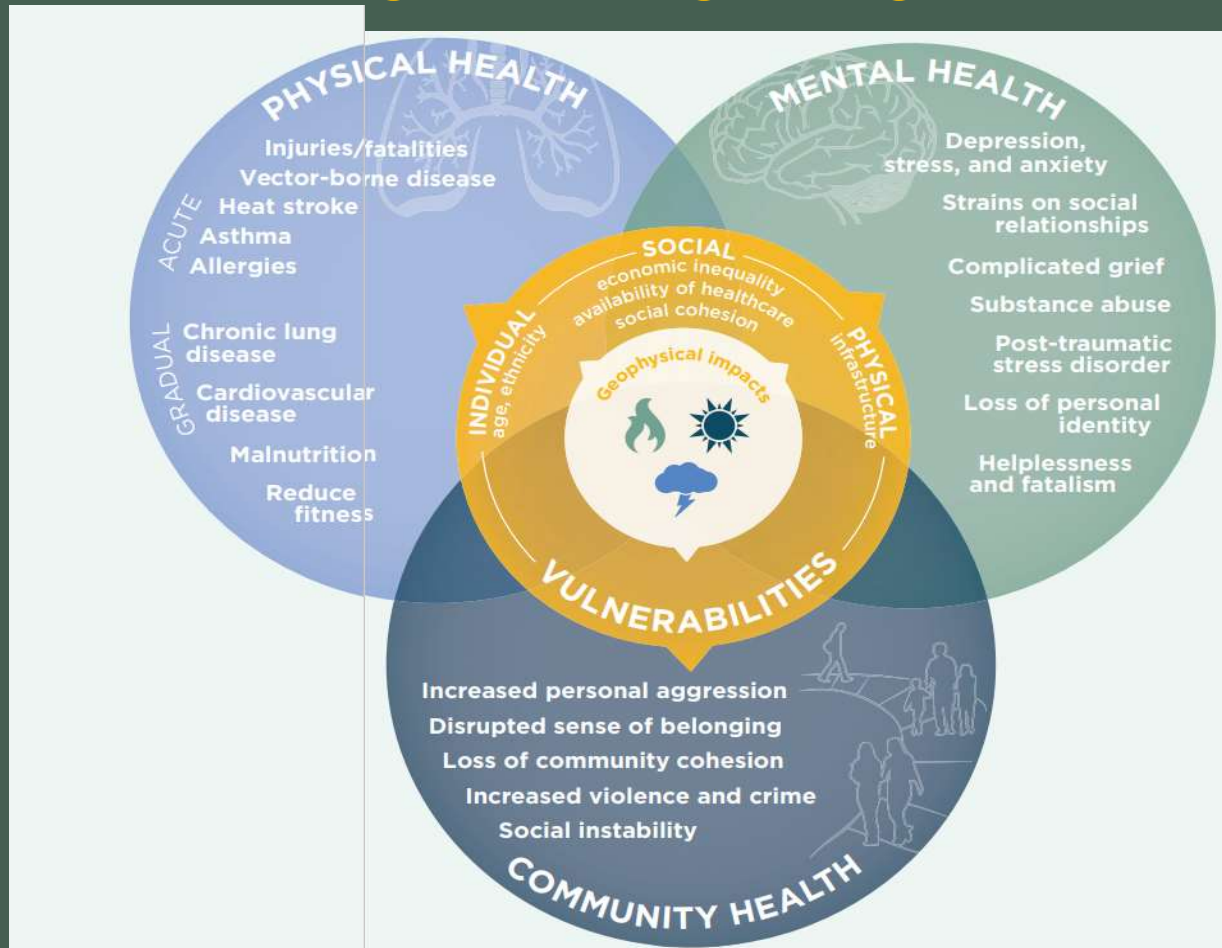 PHYSICAL HEALTH
Injuries/fatalities
Vector-borne disease
Heat stroke
Asthma
Allergies
ACUTE
Chronic lung
disease
Cardiovascular
disease
Malnutrition
Reduce
fitness
GRADUAL
MENTAL HEALTH
Depression,
stress, and anxiety
Strains on social
relationships
Complicated grief
Substance abuse
Post-traumatic
stress disorder
Loss of personal
identity
Helplessness
and fatalism
SOCIAL
economic inequality
availability of healthcare
social cohesion
INDIVIDUAL
age, ethnicity
PHYSICAL
infrastructure
Geophysical impacts
VULNERABILITIES
Increased personal aggression
Disrupted sense of belonging
Loss of community cohesion
Increased violence and crime
Social instability
COMMUNITY HEALTH